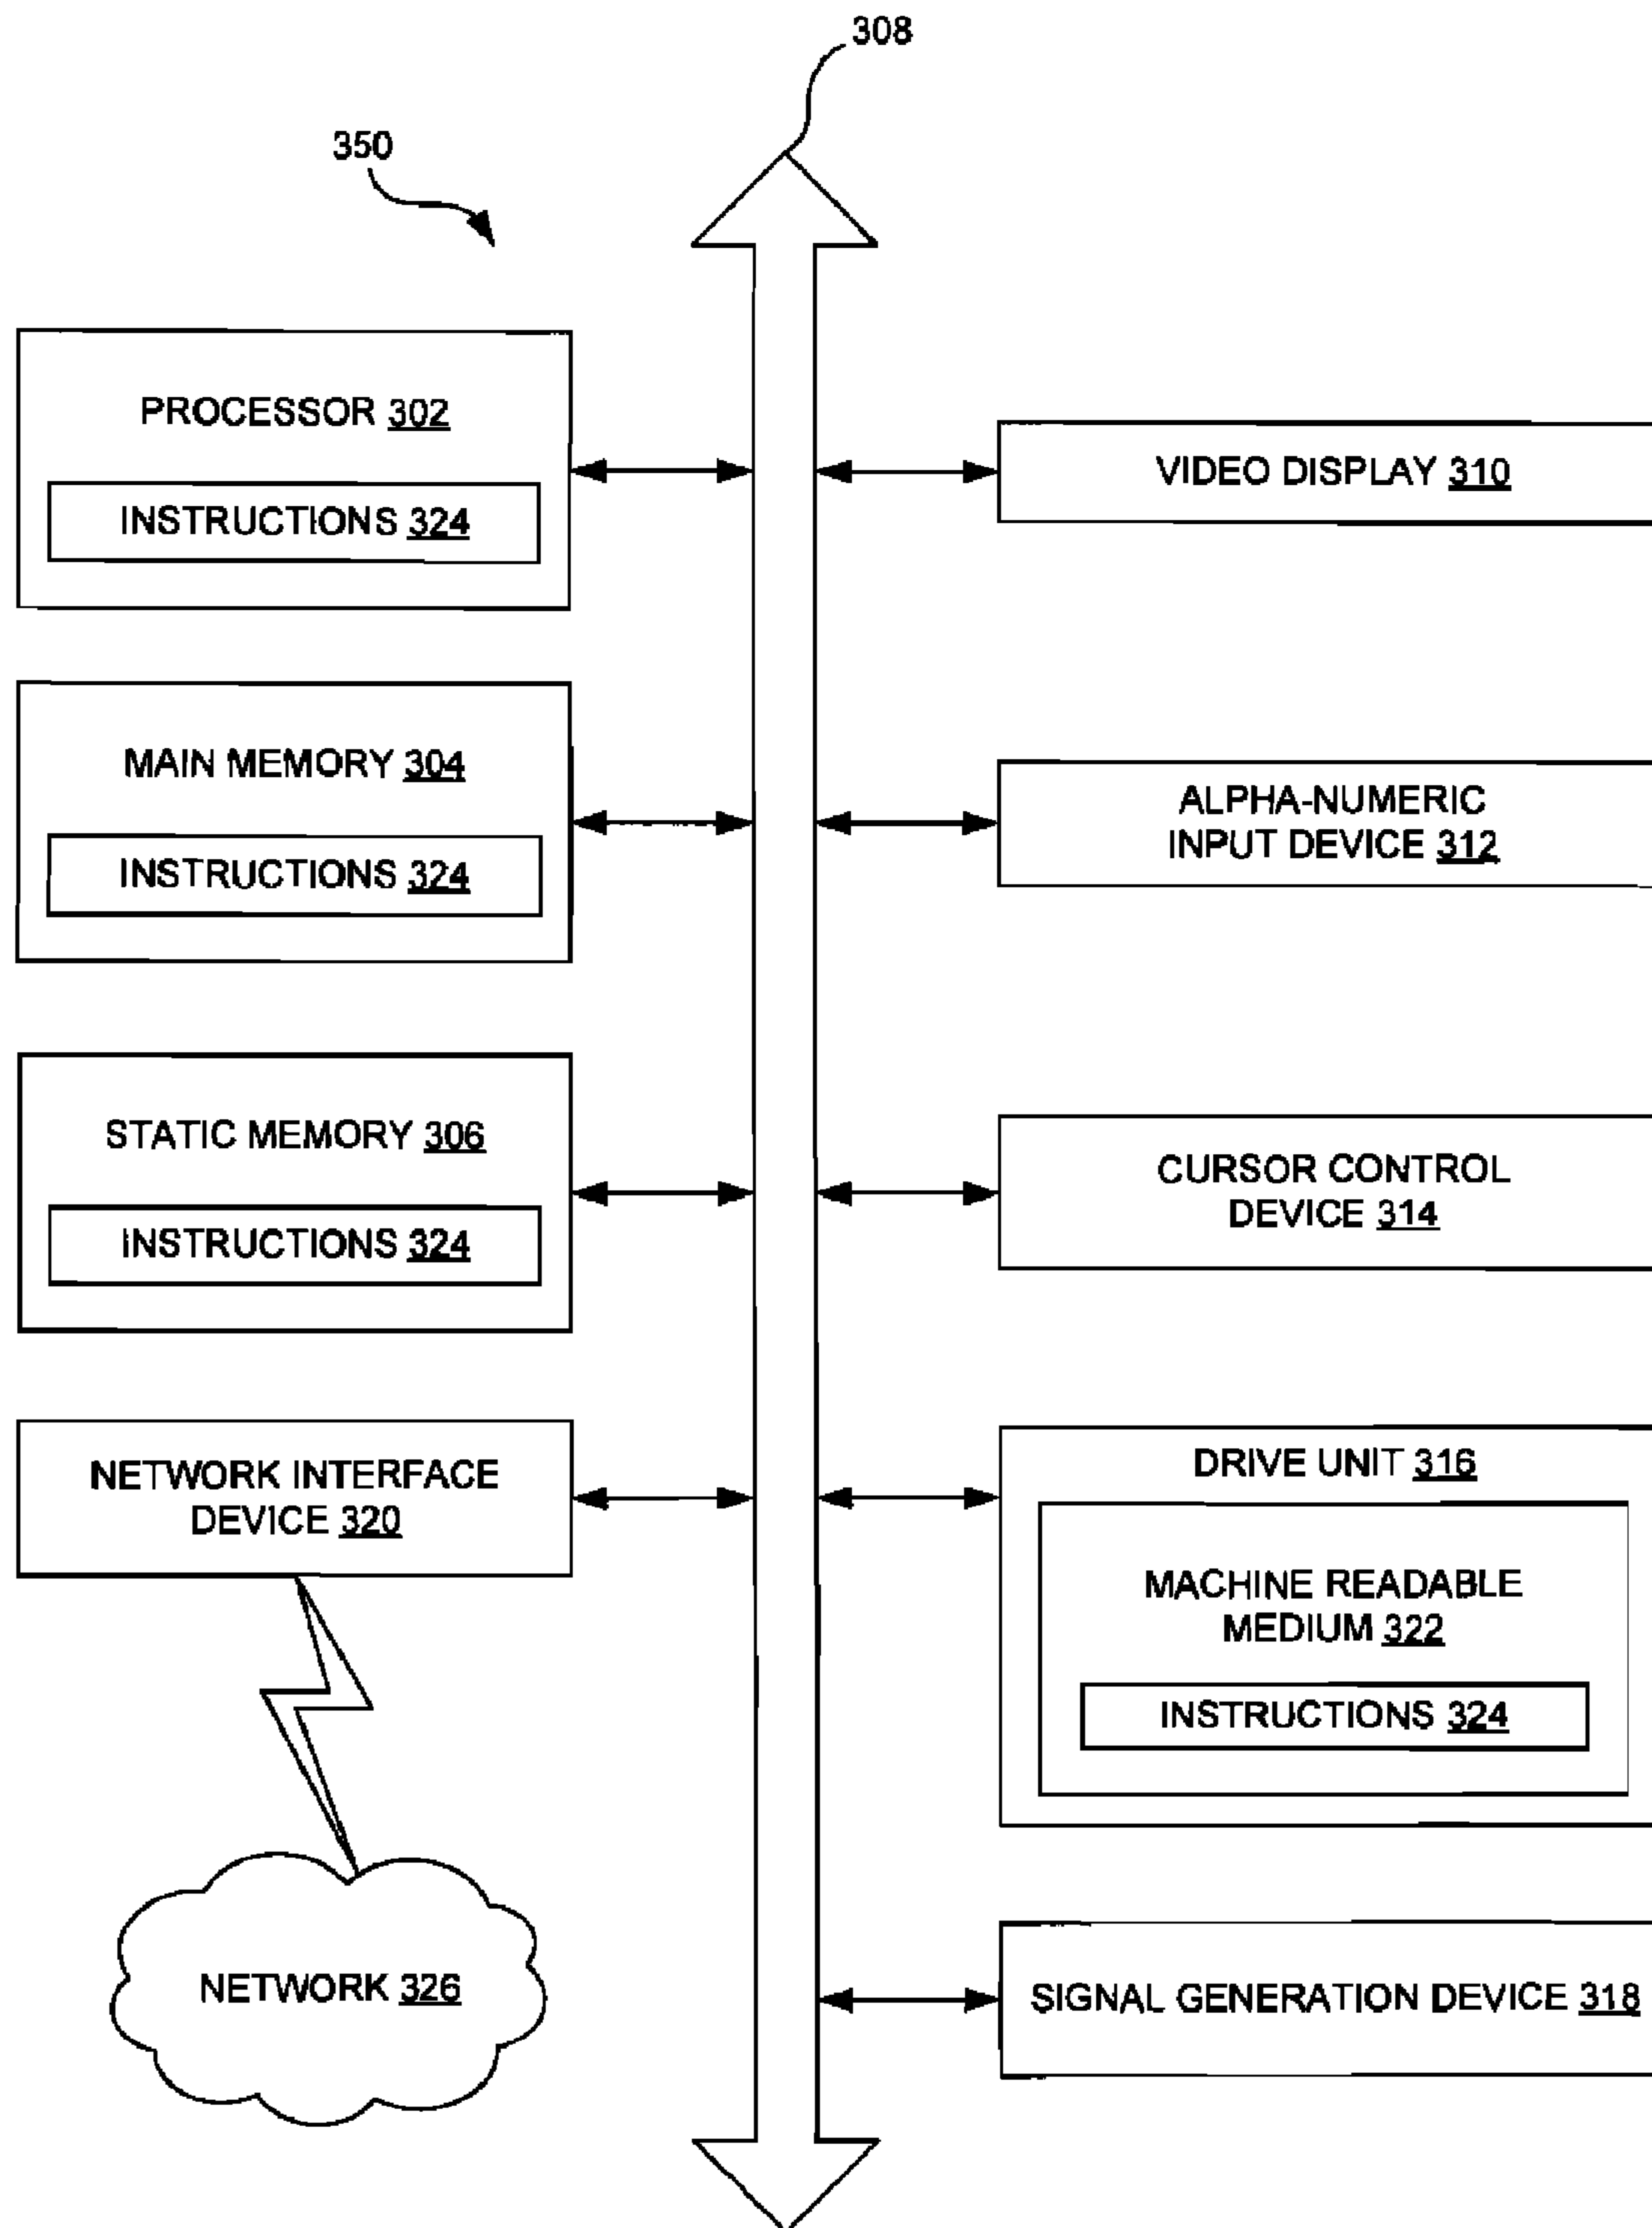 308
350
PROCESSOR 302
INSTRUCTIONS 324
MAIN MEMORY 304
INSTRUCTIONS 324
STATIC MEMORY 306
INSTRUCTIONS 324
NETWORK INTERFACE
DEVICE 320
NETWORK 326
VIDEO DISPLAY 310
ALPHA-NUMERIC
INPUT DEVICE 312
CURSOR CONTROL
DEVICE 314
DRIVE UNIT 316
MACHINE READABLE
MEDIUM 322
INSTRUCTIONS 324
SIGNAL GENERATION DEVICE 318